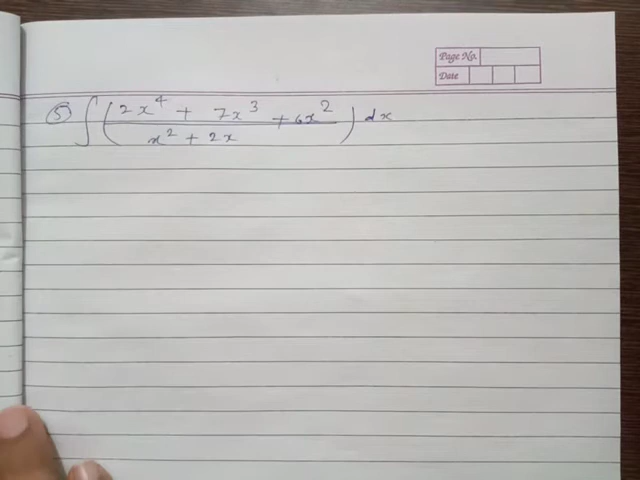 Page No.
Date
⑤ ∫ ( 2x⁴ + 7x³ + 6x² / x² + 2x ) dx